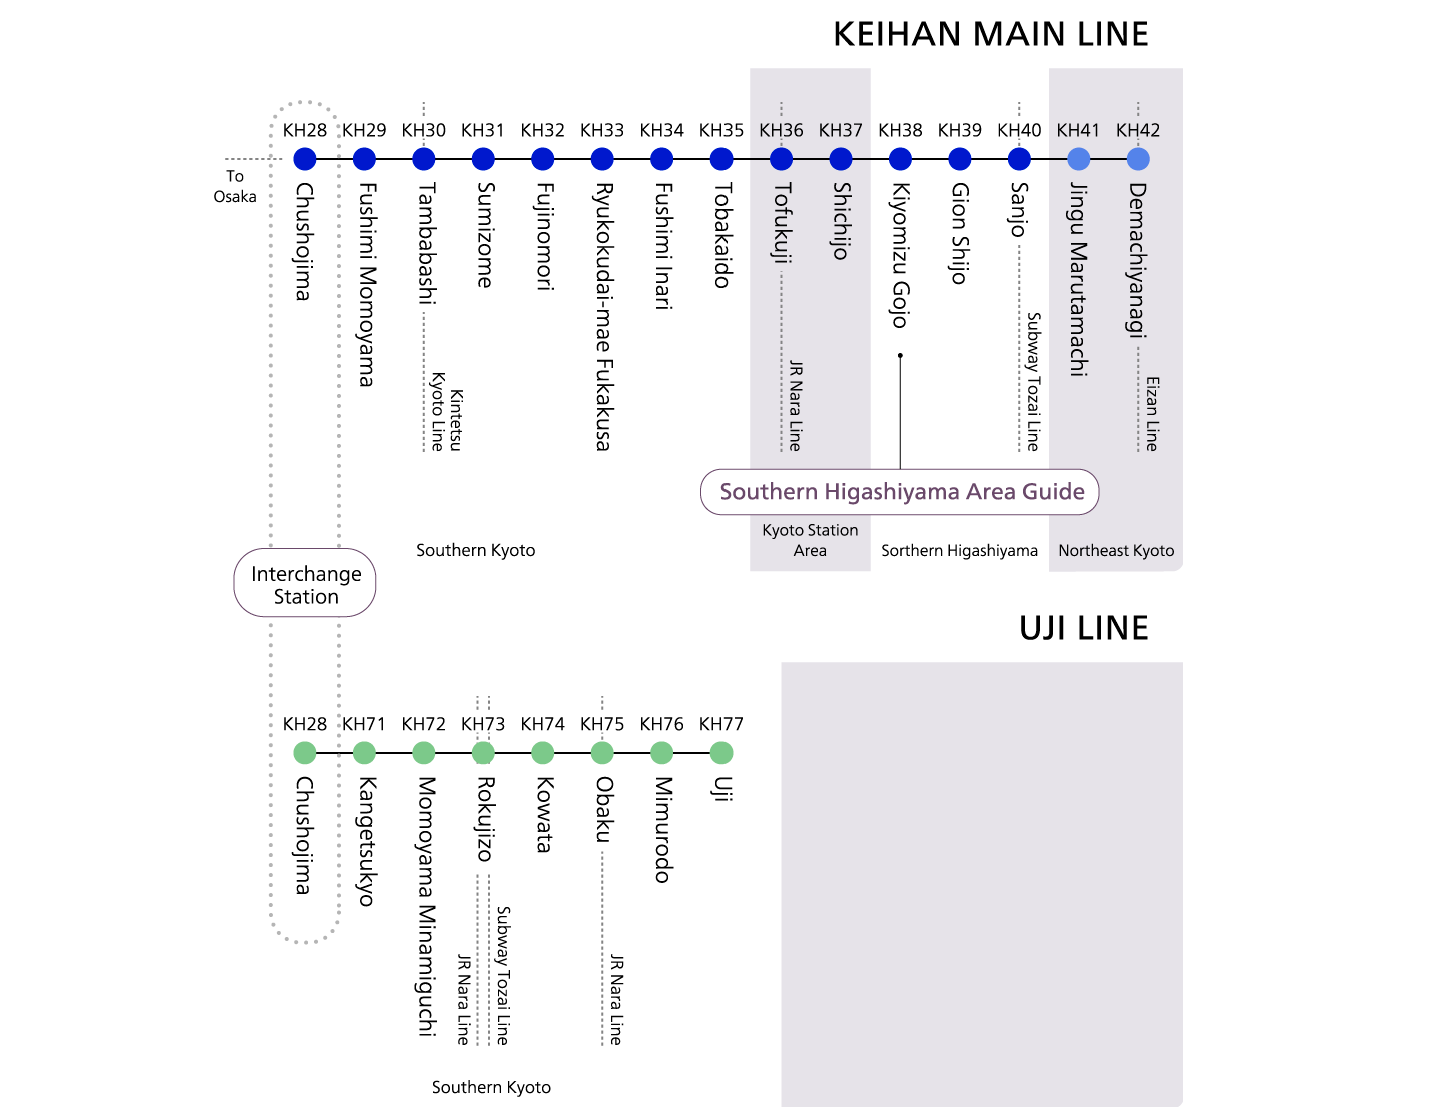 KEIHAN MAIN LINE
KH28 KH29 KH30 KH31 KH32 KH33 KH34 KH35 KH36 KH37 KH38 KH39 KH40 KH41 KH42
To
Osaka
Chushojima
Fushimi Momoyama
Tambabashi
Sumizome
Fujinomori
Ryukokudai-mae Fukakusa
Fushimi Inari
Tobakaido
Tofukuji
Shichijo
Kiyomizu Gojo
Gion Shijo
Sanjo
Jingu Marutamachi
Demachiyanagi
Kintetsu
Kyoto Line
JR Nara Line
Subway Tozai Line
Eizan Line
Southern Higashiyama Area Guide
Southern Kyoto
Kyoto Station
Area
Sorthern Higashiyama
Northeast Kyoto
Interchange
Station
UJI LINE
KH28 KH71 KH72 KH73 KH74 KH75 KH76 KH77
Chushojima
Kangetsukyo
Momoyama Minamiguchi
Rokujizo
Kowata
Obaku
Mimurodo
Uji
JR Nara Line
Subway Tozai Line
JR Nara Line
Southern Kyoto